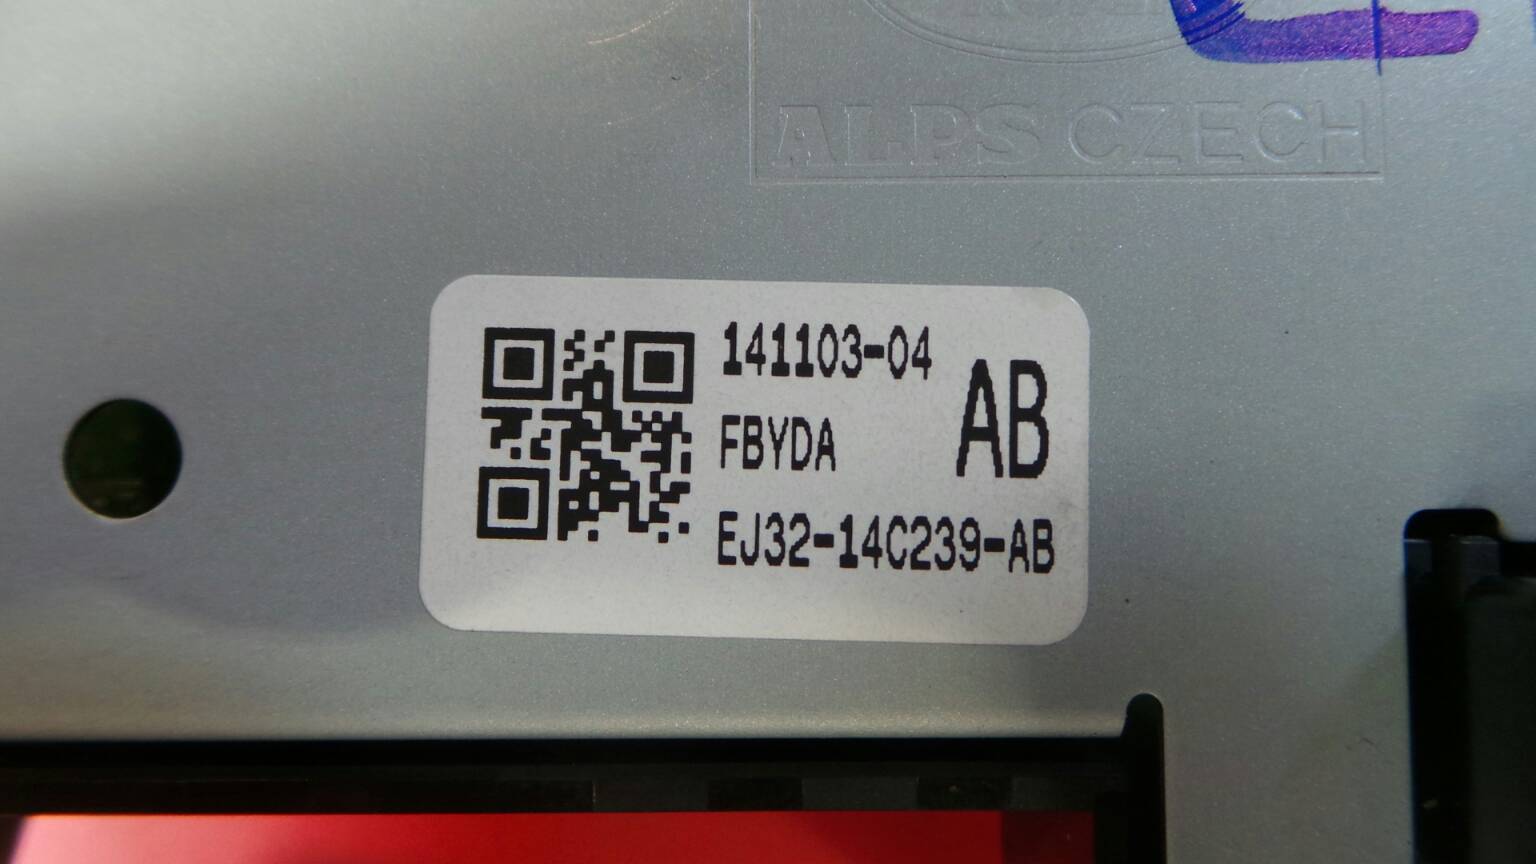 ALPS CZECH
141103-04
FBYDA
AB
EJ32-14C239-AB